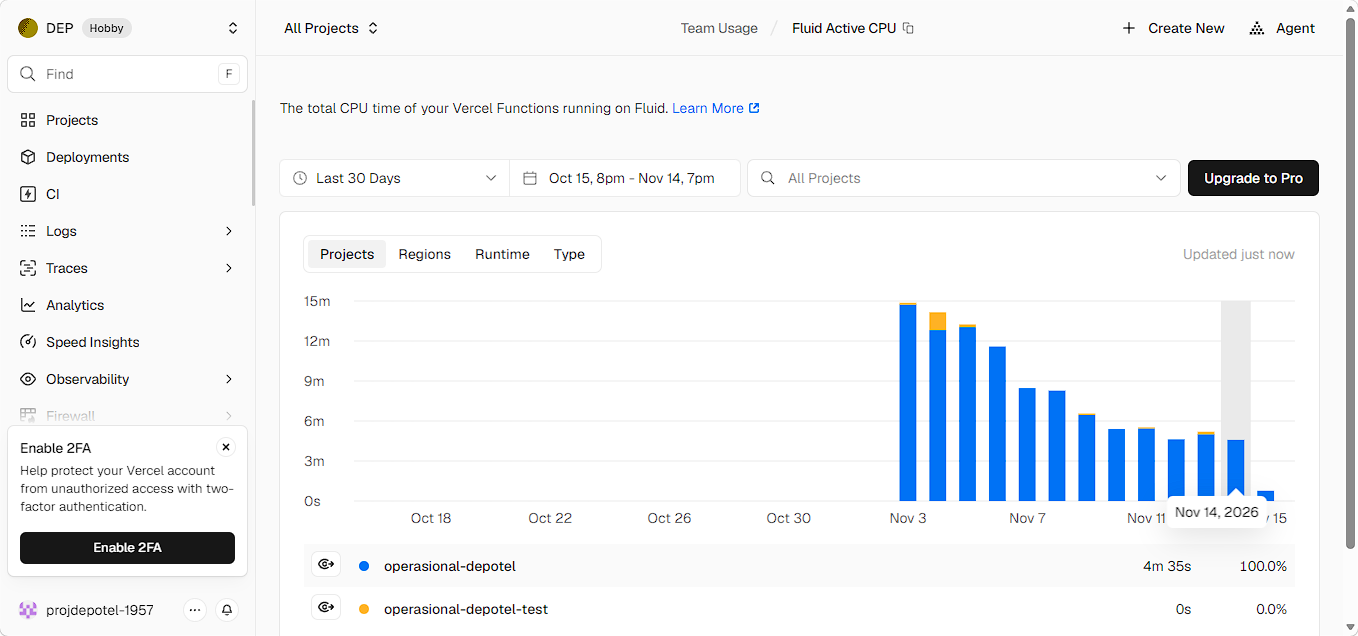 DEP Hobby
All Projects
Team Usage / Fluid Active CPU
Create New
Agent
Find F
Projects
Deployments
CI
Logs
Traces
Analytics
Speed Insights
Observability
Firewall
Enable 2FA
Help protect your Vercel account
from unauthorized access with two-
factor authentication.
Enable 2FA
projdepotel-1957
The total CPU time of your Vercel Functions running on Fluid. Learn More
Last 30 Days
Oct 15, 8pm - Nov 14, 7pm
All Projects
Upgrade to Pro
Projects Regions Runtime Type
Updated just now
15m
12m
9m
6m
3m
0s
Oct 18 Oct 22 Oct 26 Oct 30 Nov 3 Nov 7 Nov 11 15
Nov 14, 2026
operasional-depotel 4m 35s 100.0%
operasional-depotel-test 0s 0.0%